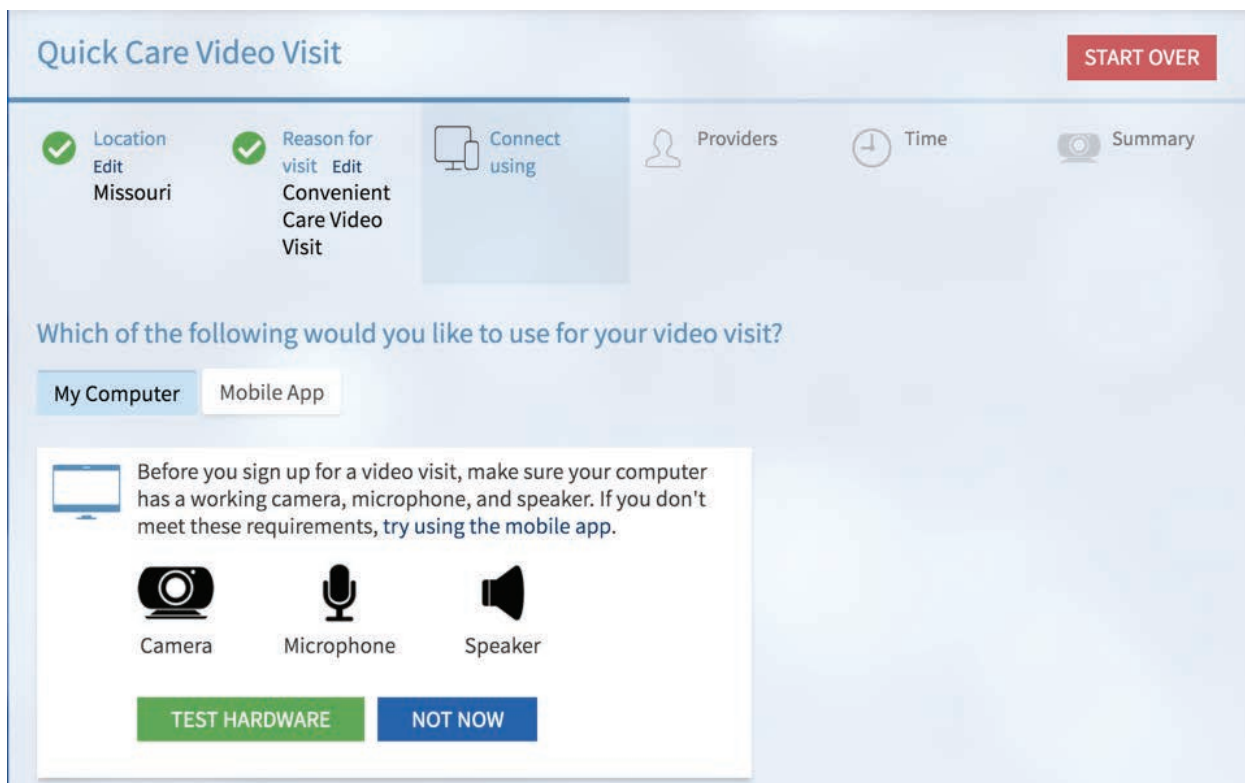 Quick Care Video Visit
START OVER
Location
Edit
Missouri
Reason for
visit Edit
Convenient
Care Video
Visit
Connect
using
Providers
Time
Summary
Which of the following would you like to use for your video visit?
My Computer
Mobile App
Before you sign up for a video visit, make sure your computer
has a working camera, microphone, and speaker. If you don't
meet these requirements, try using the mobile app.
Camera
Microphone
Speaker
TEST HARDWARE
NOT NOW